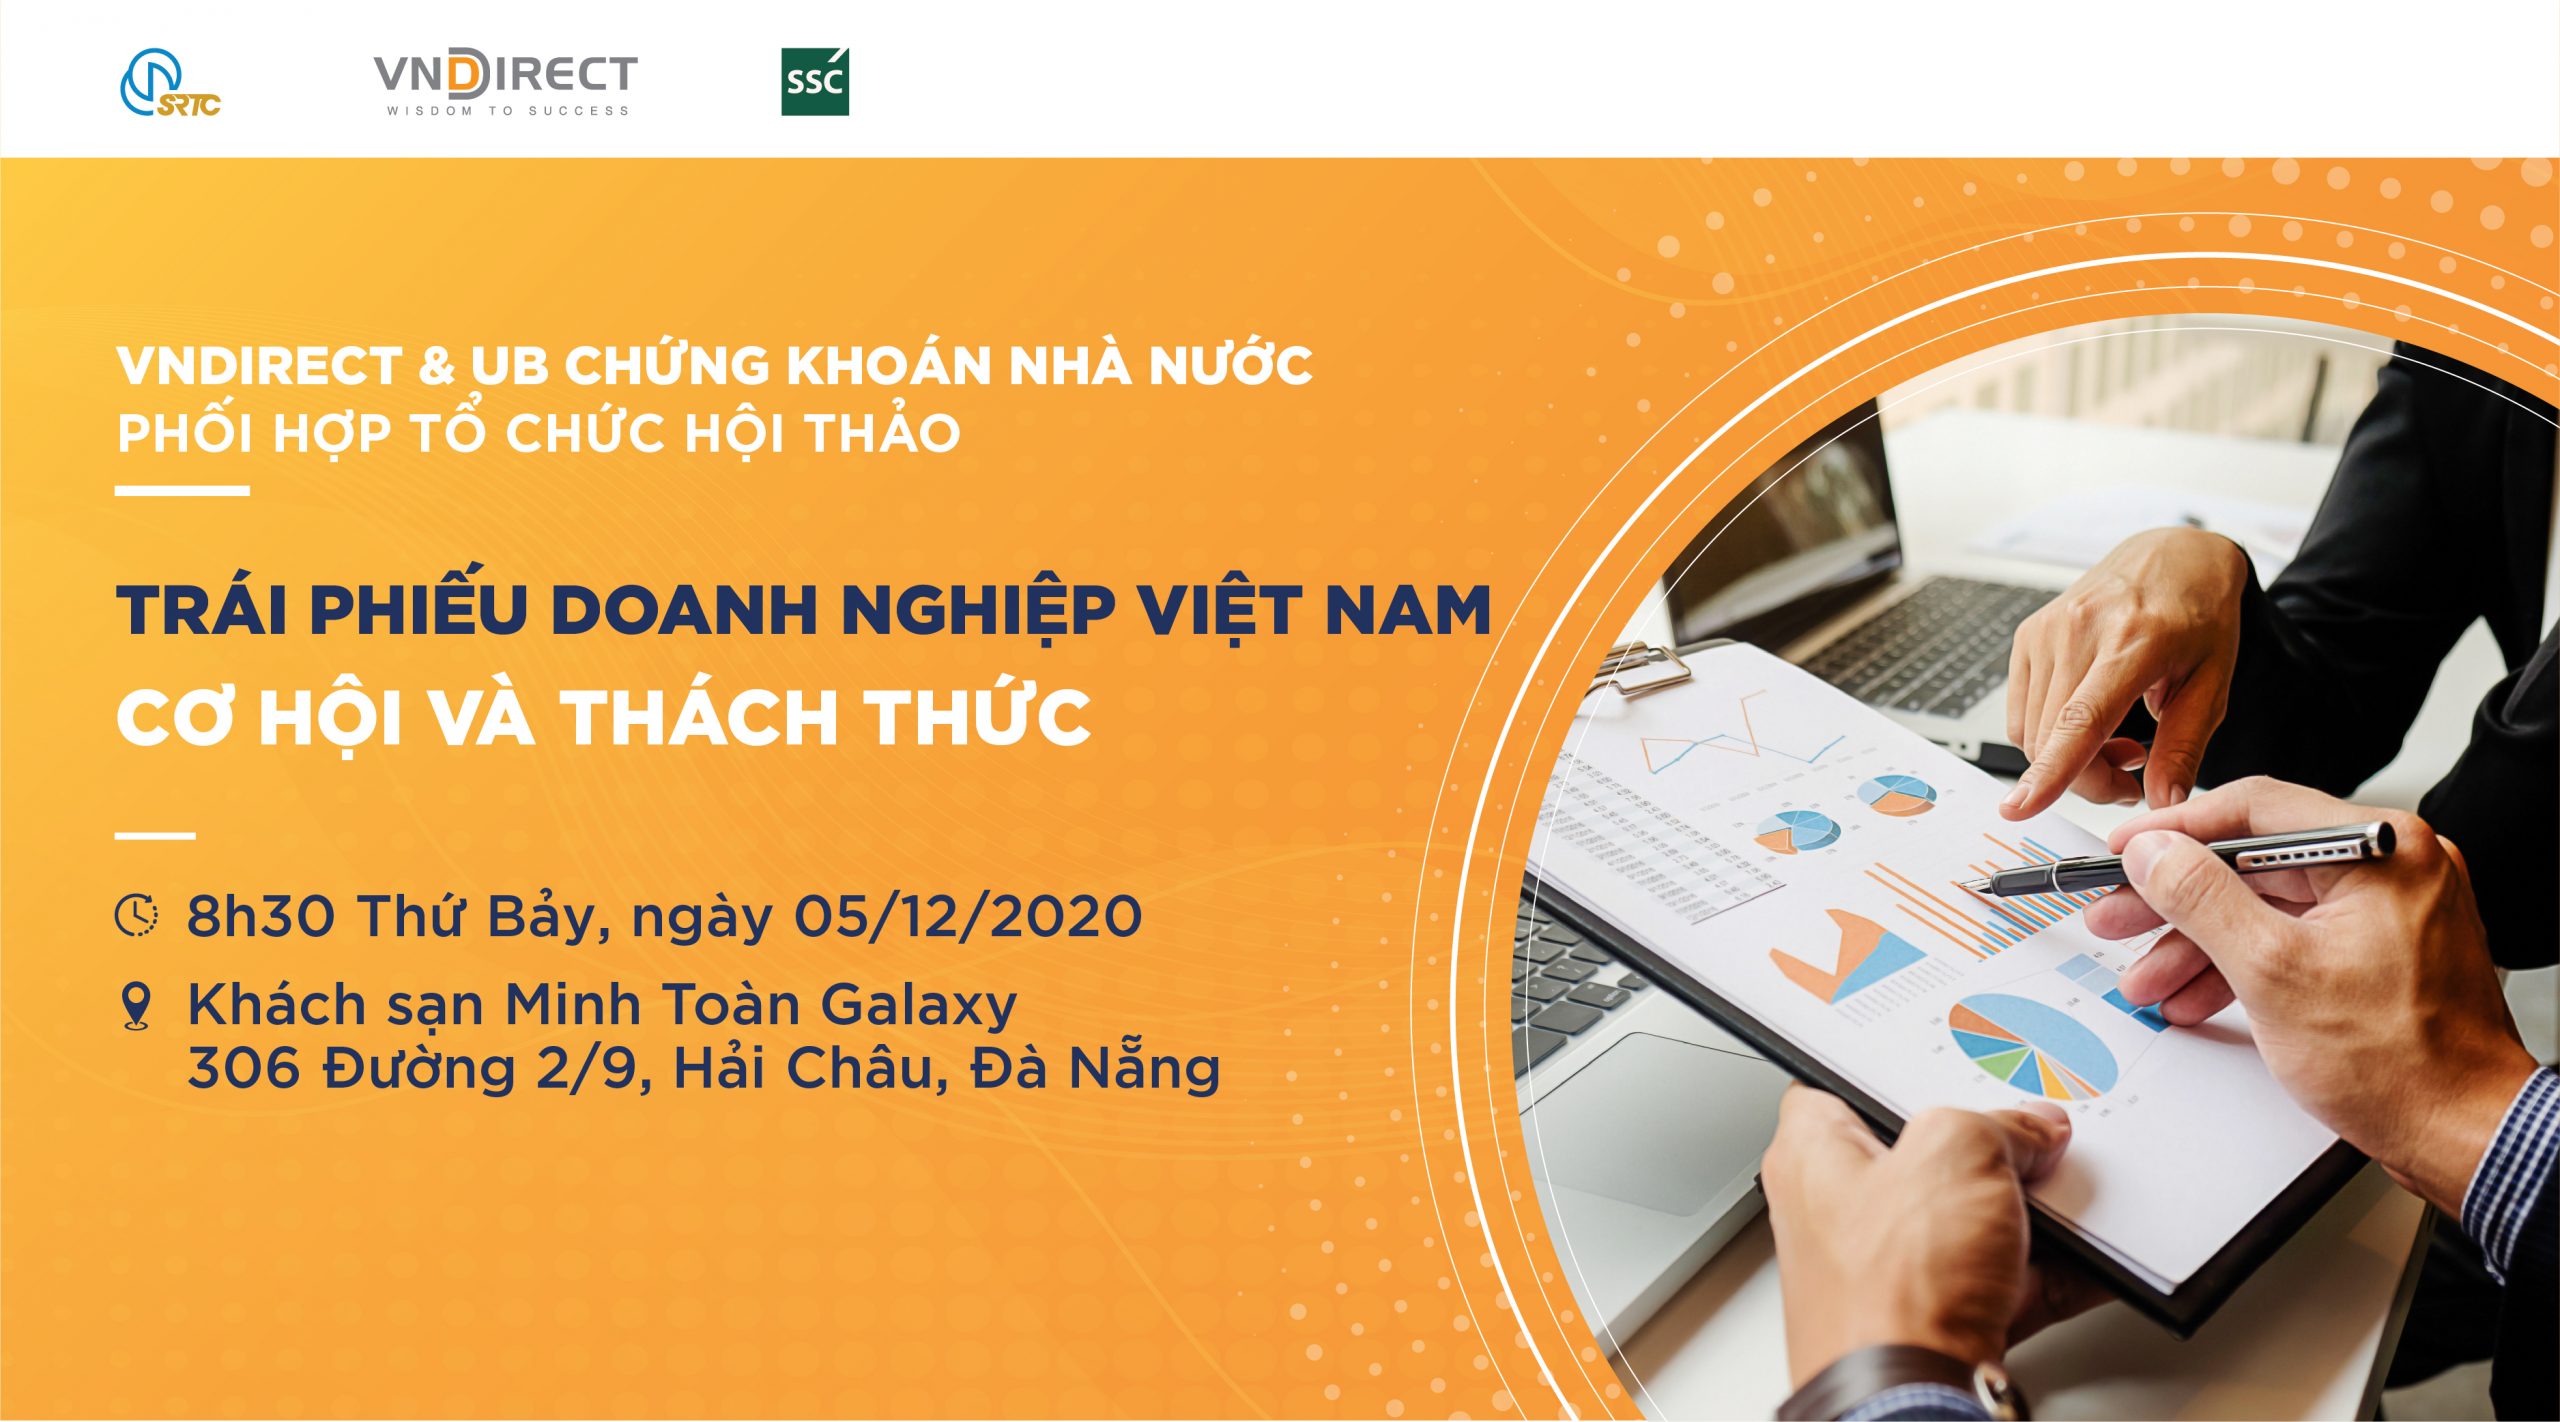 SRTC
VNDIRECT
WISDOM TO SUCCESS
SSC
VNDIRECT & UB CHỨNG KHOÁN NHÀ NƯỚC
PHỐI HỢP TỔ CHỨC HỘI THẢO
TRÁI PHIẾU DOANH NGHIỆP VIỆT NAM
CƠ HỘI VÀ THÁCH THỨC
8h30 Thứ Bảy, ngày 05/12/2020
Khách sạn Minh Toàn Galaxy
306 Đường 2/9, Hải Châu, Đà Nẵng